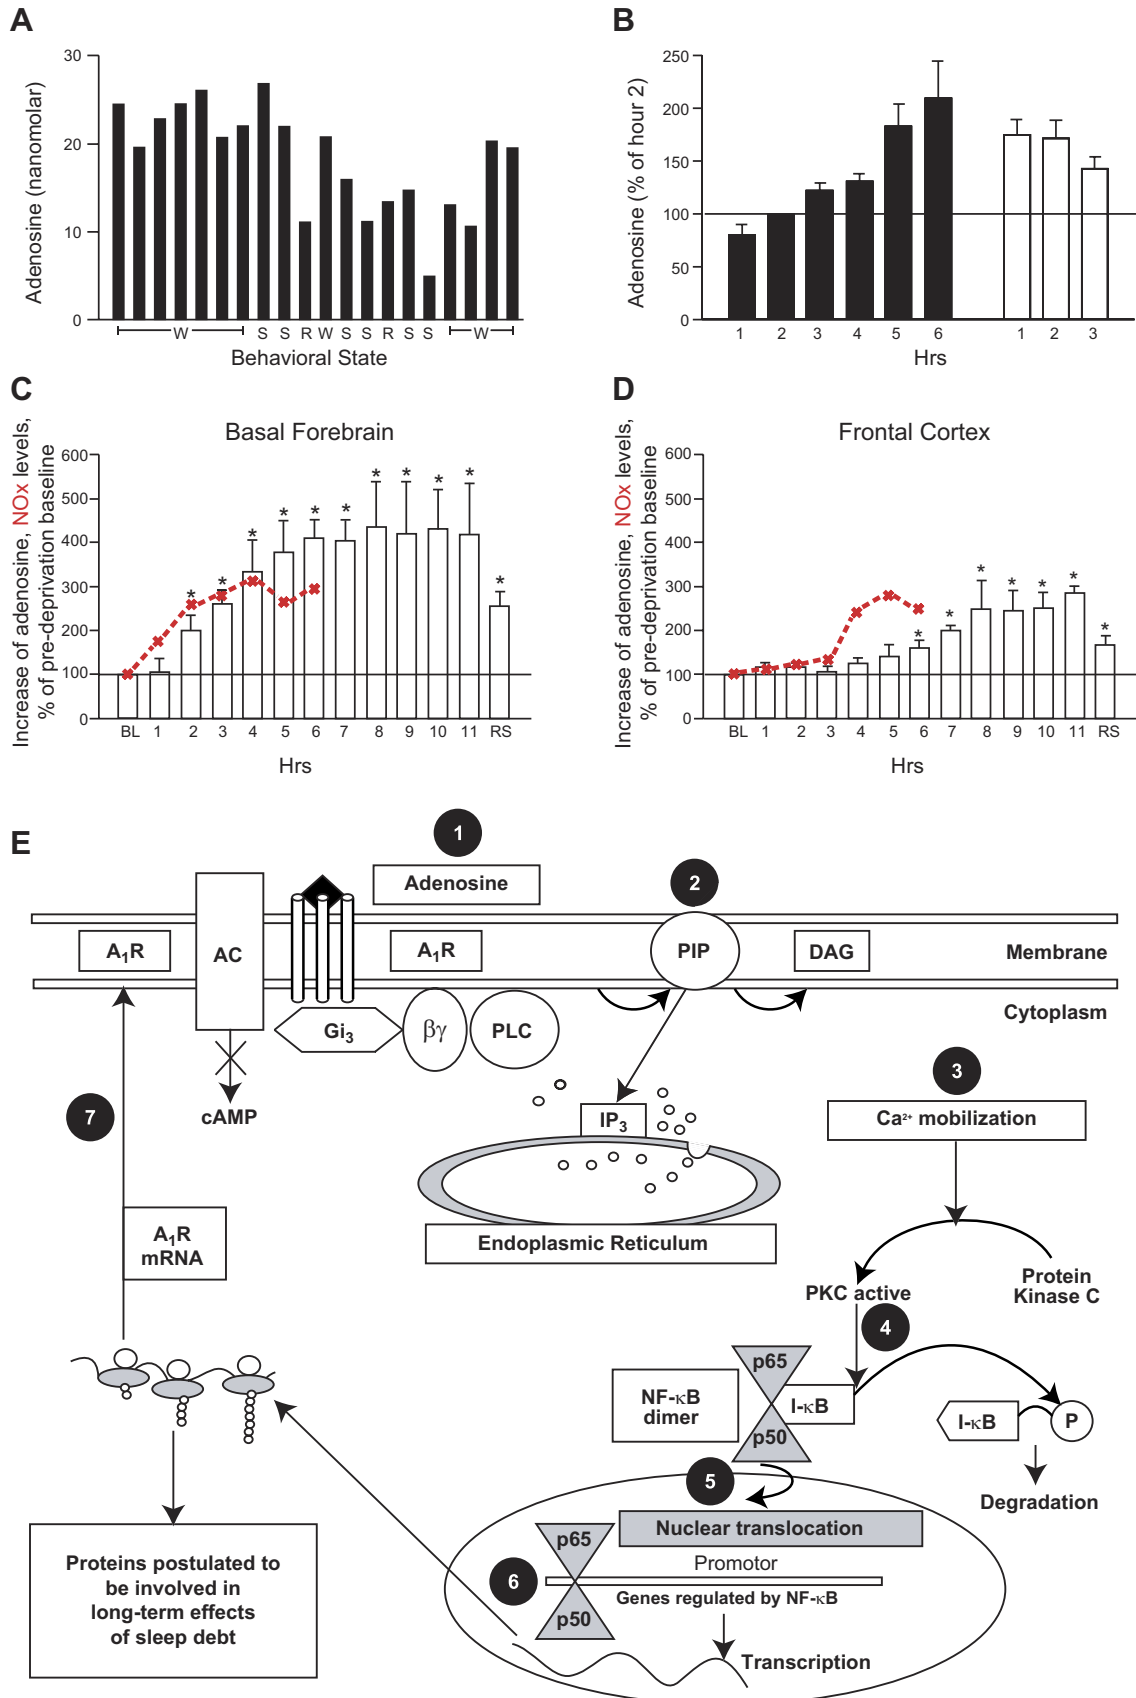 A
Adenosine (nanomolar)
30
20
10
0
W S S R W S S R S S W
Behavioral State
B
Adenosine (% of hour 2)
250
200
150
100
50
0
1 2 3 4 5 6 1 2 3
Hrs
C
Basal Forebrain
Increase of adenosine, NOx levels,
% of pre-deprivation baseline
600
500
400
300
200
100
0
* * * * * * * * * * *
BL 1 2 3 4 5 6 7 8 9 10 11 RS
Hrs
D
Frontal Cortex
Increase of adenosine, NOx levels,
% of pre-deprivation baseline
600
500
400
300
200
100
0
* * * * * * *
BL 1 2 3 4 5 6 7 8 9 10 11 RS
Hrs
E
1
Adenosine
2
A₁R
AC
A₁R
PIP
DAG
Membrane
Cytoplasm
Gi₃
βγ
PLC
3
7
cAMP
IP₃
Ca²⁺ mobilization
A₁R
mRNA
Endoplasmic Reticulum
PKC active
Protein
Kinase C
4
p65
NF-κB
dimer
I-κB
p50
I-κB
P
5
Degradation
Nuclear translocation
p65
Promotor
6
Genes regulated by NF-κB
p50
Transcription
Proteins postulated to
be involved in
long-term effects
of sleep debt